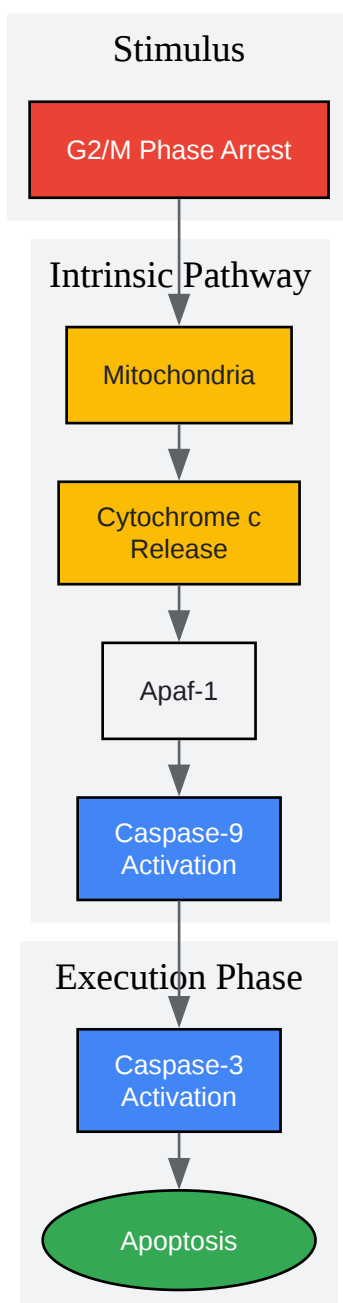 Stimulus
G2/M Phase Arrest
Intrinsic Pathway
Mitochondria
Cytochrome c
Release
Apaf-1
Caspase-9
Activation
Execution Phase
Caspase-3
Activation
Apoptosis